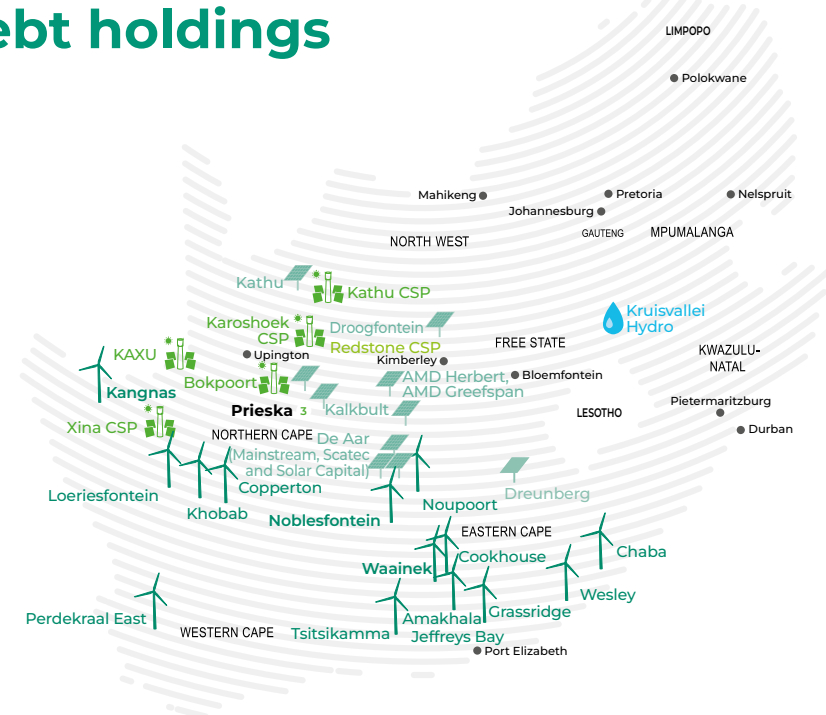 ebt holdings
LIMPOPO
Polokwane
Mahikeng
Pretoria
Nelspruit
Johannesburg
GAUTENG
MPUMALANGA
NORTH WEST
Kathu
Kathu CSP
Kruisvallei
Hydro
Karoshoek
CSP
Droogfontein
Redstone CSP
FREE STATE
KWAZULU-
NATAL
KAXU
Upington
Kimberley
Bokpoort
AMD Herbert,
AMD Greefspan
Bloemfontein
Kangnas
Prieska 3
Kalkbult
LESOTHO
Pietermaritzburg
Durban
Xina CSP
NORTHERN CAPE
De Aar
(Mainstream, Scatec
and Solar Capital)
Loeriesfontein
Copperton
Khobab
Noblesfontein
Noupoort
Dreunberg
EASTERN CAPE
Cookhouse
Chaba
Waainek
Wesley
Grassridge
Perdekraal East
WESTERN CAPE
Tsitsikamma
Amakhala
Jeffreys Bay
Port Elizabeth